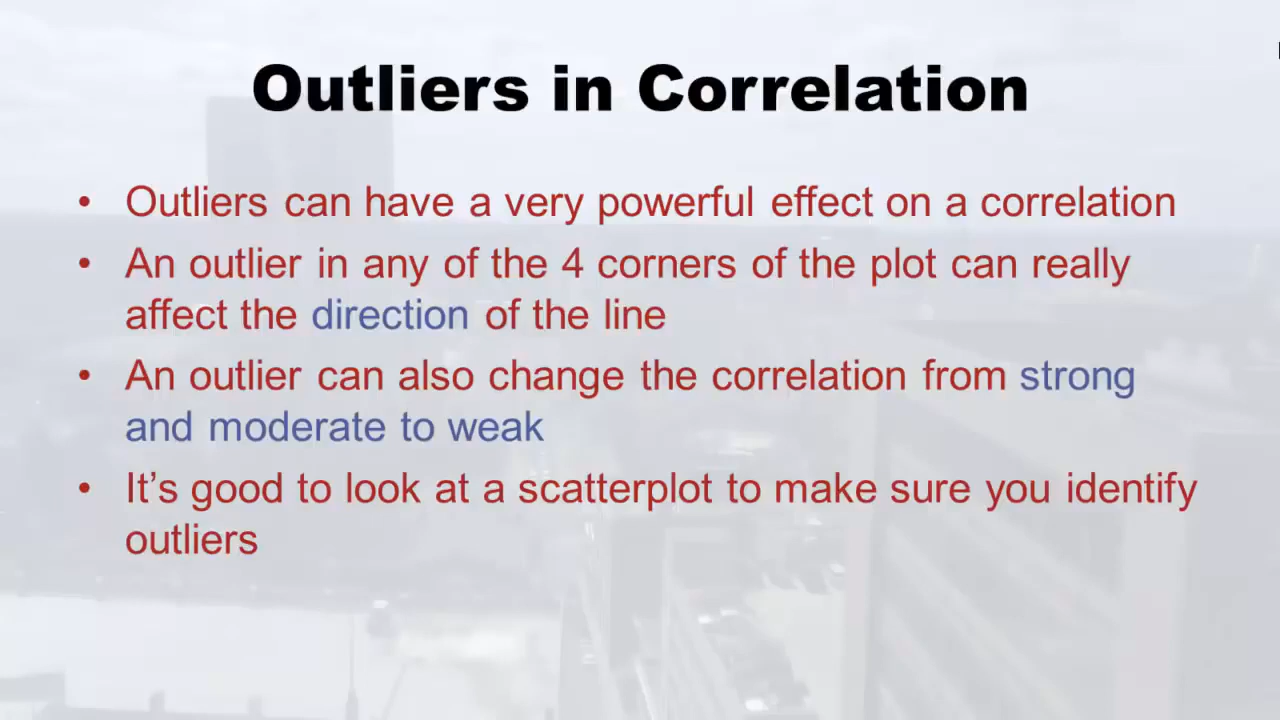 Outliers in Correlation
• Outliers can have a very powerful effect on a correlation
• An outlier in any of the 4 corners of the plot can really
affect the direction of the line
• An outlier can also change the correlation from strong
and moderate to weak
• It’s good to look at a scatterplot to make sure you identify
outliers